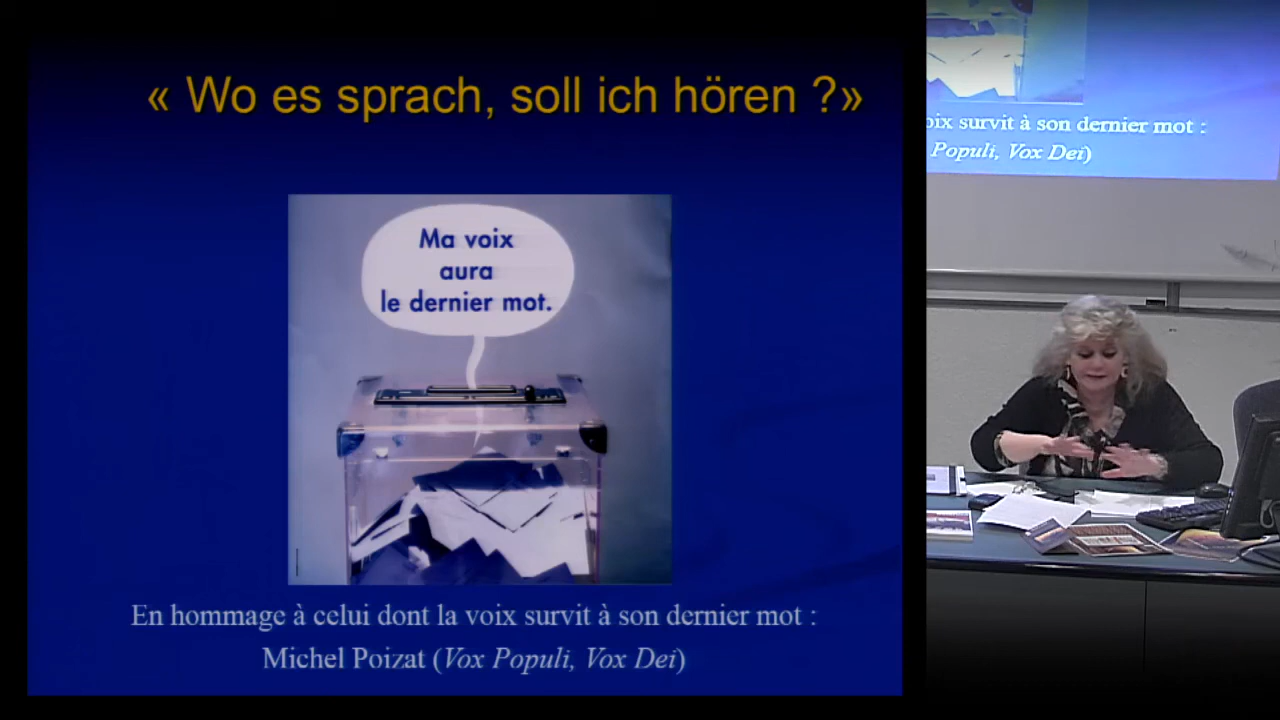 « Wo es sprach, soll ich hören ?»
Ma voix
aura
le dernier mot.
En hommage à celui dont la voix survit à son dernier mot :
Michel Poizat (Vox Populi, Vox Dei)
oix survit à son dernier mot :
Populi, Vox Dei)